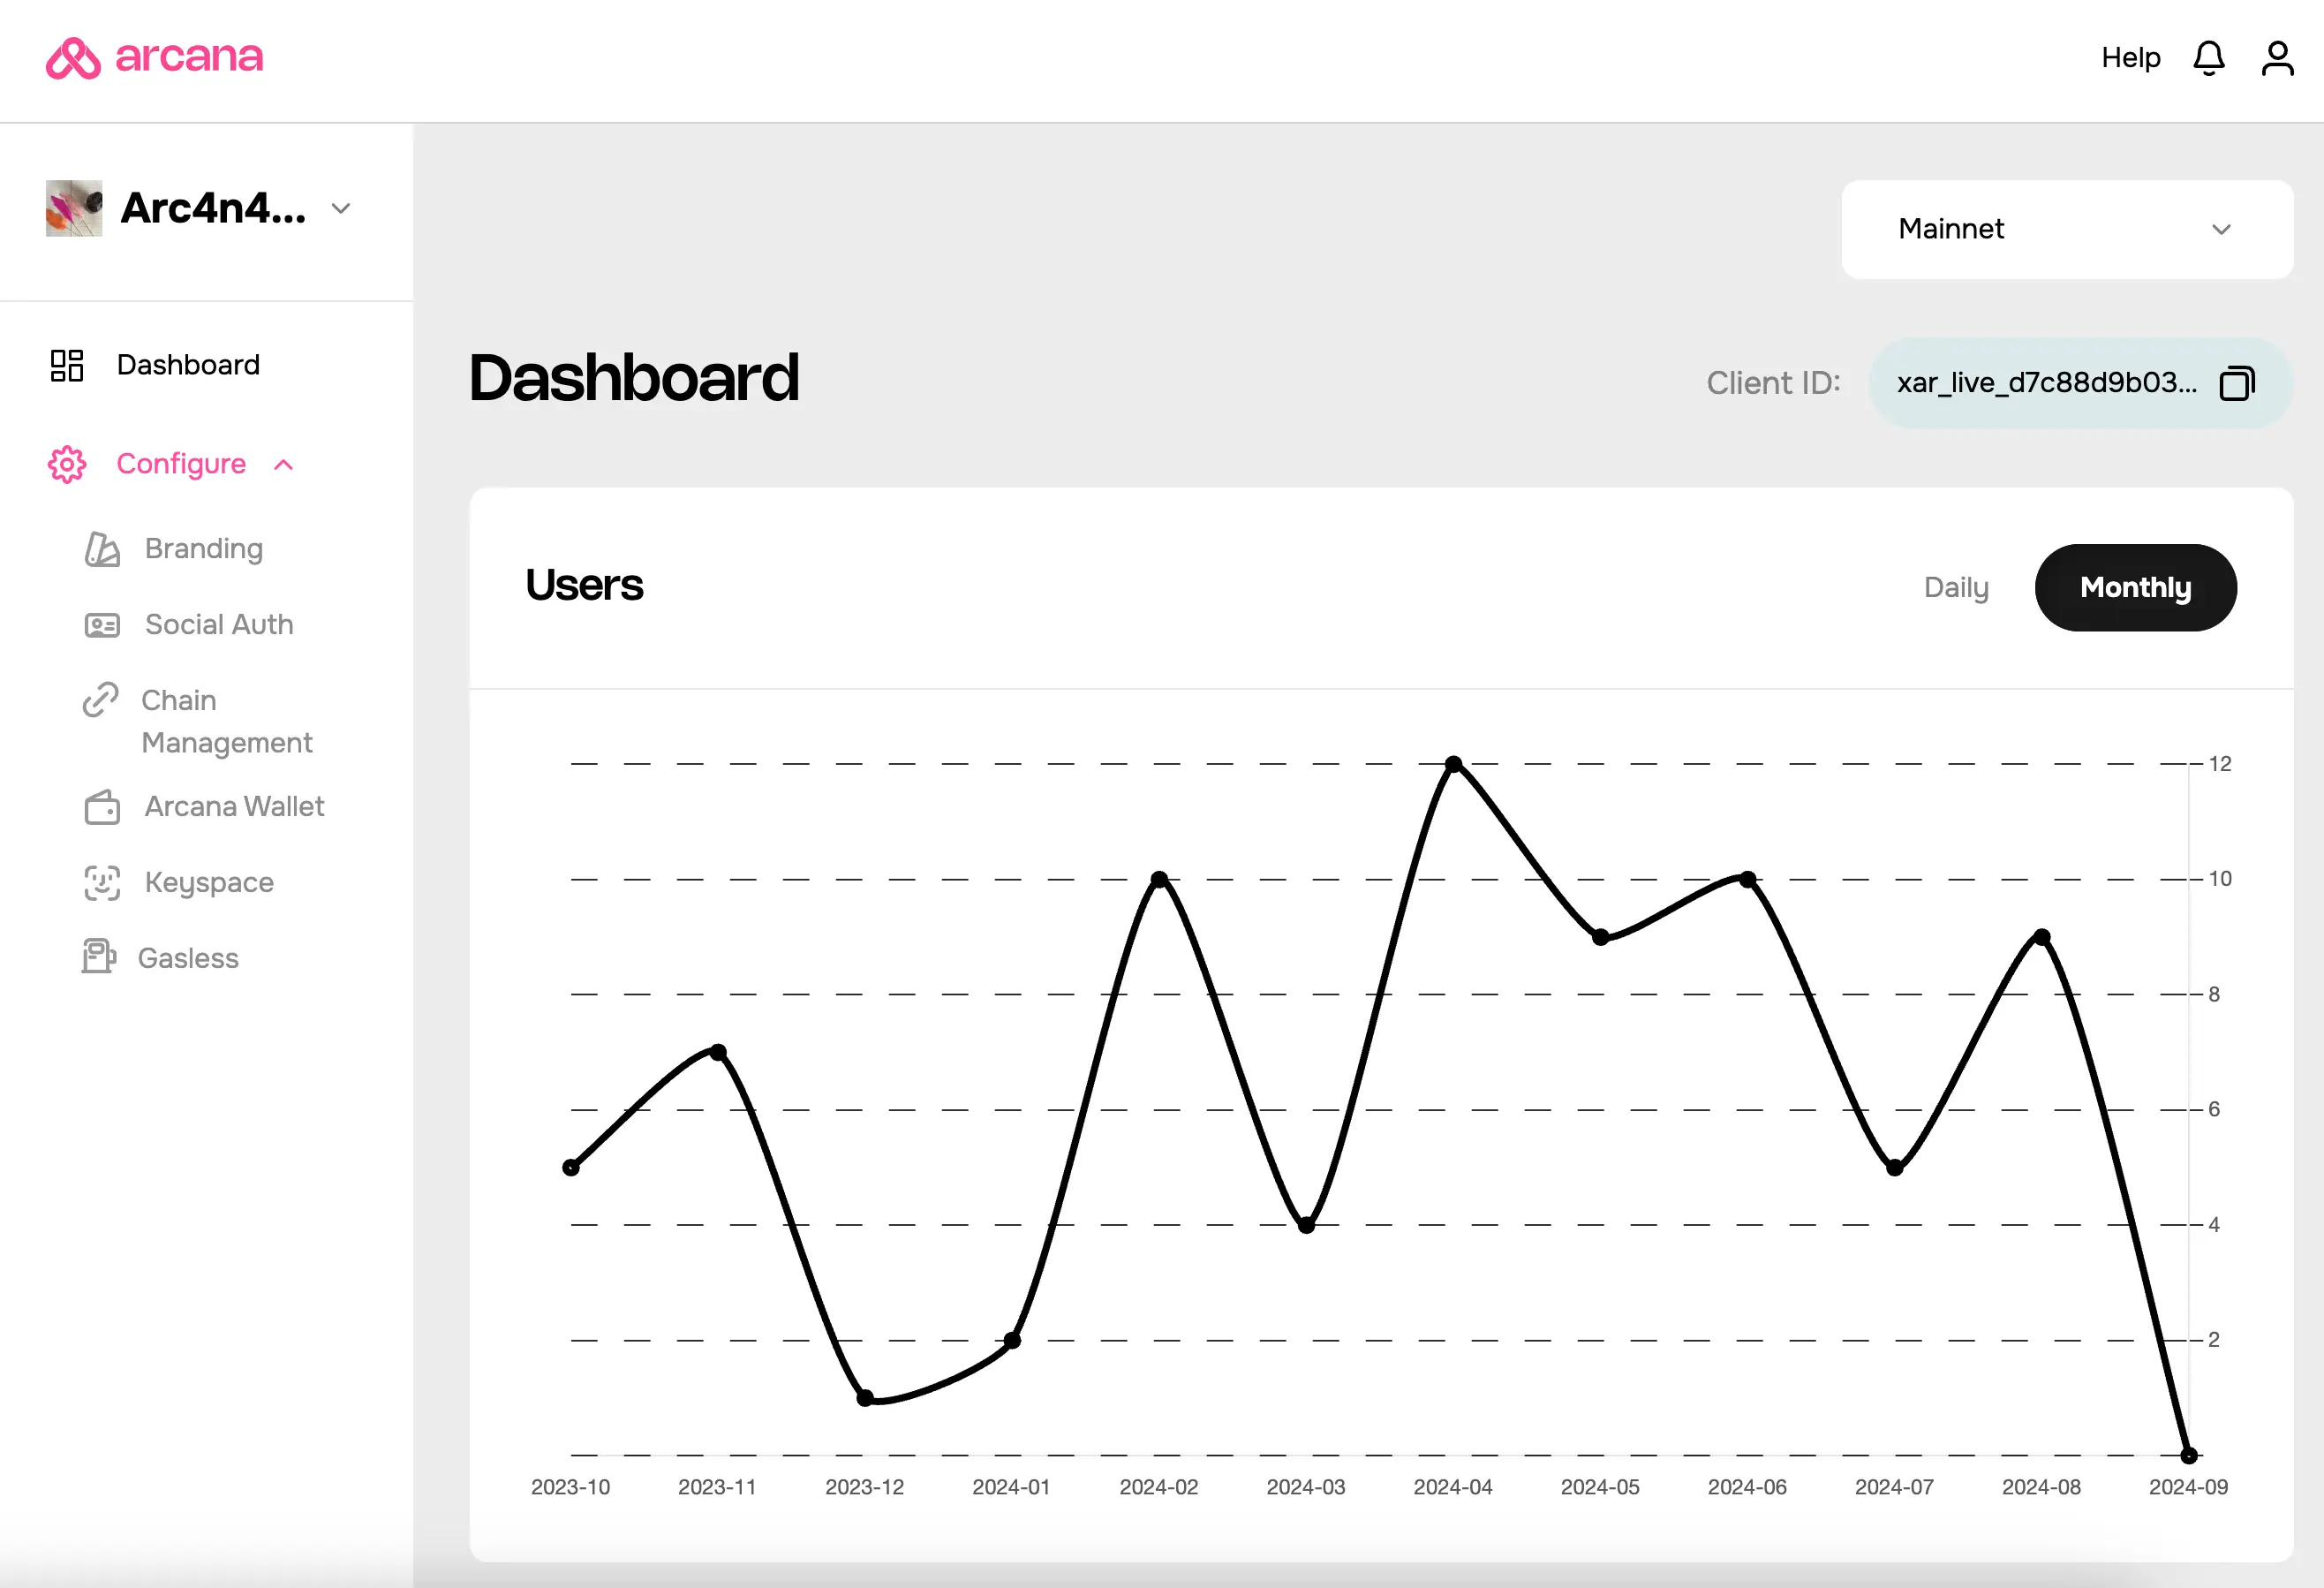 arcana
Help
Arc4n4...
Mainnet
Dashboard
Dashboard
Client ID:
xar_live_d7c88d9b03...
Configure
Branding
Social Auth
Chain
Management
Arcana Wallet
Keyspace
Gasless
Users
Daily
Monthly
12
10
8
6
4
2
2023-10
2023-11
2023-12
2024-01
2024-02
2024-03
2024-04
2024-05
2024-06
2024-07
2024-08
2024-09